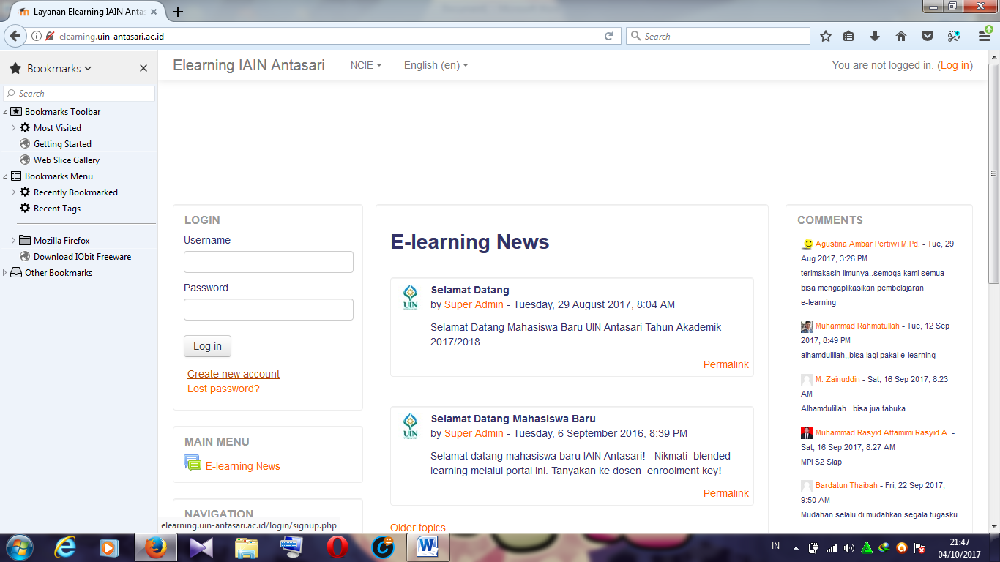 Layanan Elearning IAIN Antas
elearning.uin-antasari.ac.id
Search
Bookmarks
Search
Bookmarks Toolbar
Most Visited
Getting Started
Web Slice Gallery
Bookmarks Menu
Recently Bookmarked
Recent Tags
Mozilla Firefox
Download IObit Freeware
Other Bookmarks
Elearning IAIN Antasari
NCIE
English (en)
You are not logged in. (Log in)
LOGIN
Username
Password
Log in
Create new account
Lost password?
MAIN MENU
E-learning News
NAVIGATION
elearning.uin-antasari.ac.id/login/signup.php
E-learning News
UIN
Selamat Datang
by Super Admin - Tuesday, 29 August 2017, 8:04 AM
Selamat Datang Mahasiswa Baru UIN Antasari Tahun Akademik
2017/2018
Permalink
UIN
Selamat Datang Mahasiswa Baru
by Super Admin - Tuesday, 6 September 2016, 8:39 PM
Selamat datang mahasiswa baru IAIN Antasari! Nikmati blended
learning melalui portal ini. Tanyakan ke dosen enroolment key!
Permalink
Older topics ...
COMMENTS
Agustina Ambar Pertiwi M.Pd. - Tue, 29
Aug 2017, 3:26 PM
terimakasih ilmunya..semoga kami semua
bisa mengaplikasikan pembelajaran
e-learning
Muhammad Rahmatullah - Tue, 12 Sep
2017, 8:49 PM
alhamdulillah,,bisa lagi pakai e-learning
M. Zainuddin - Sat, 16 Sep 2017, 8:23
AM
Alhamdulillah ..bisa jua tabuka
Muhammad Rasyid Attamimi Rasyid A. -
Sat, 16 Sep 2017, 8:27 AM
MPI S2 Siap
Bardatun Thaibah - Fri, 22 Sep 2017,
9:50 AM
Mudahan selalu di mudahkan segala tugasku
IN
21:47
04/10/2017